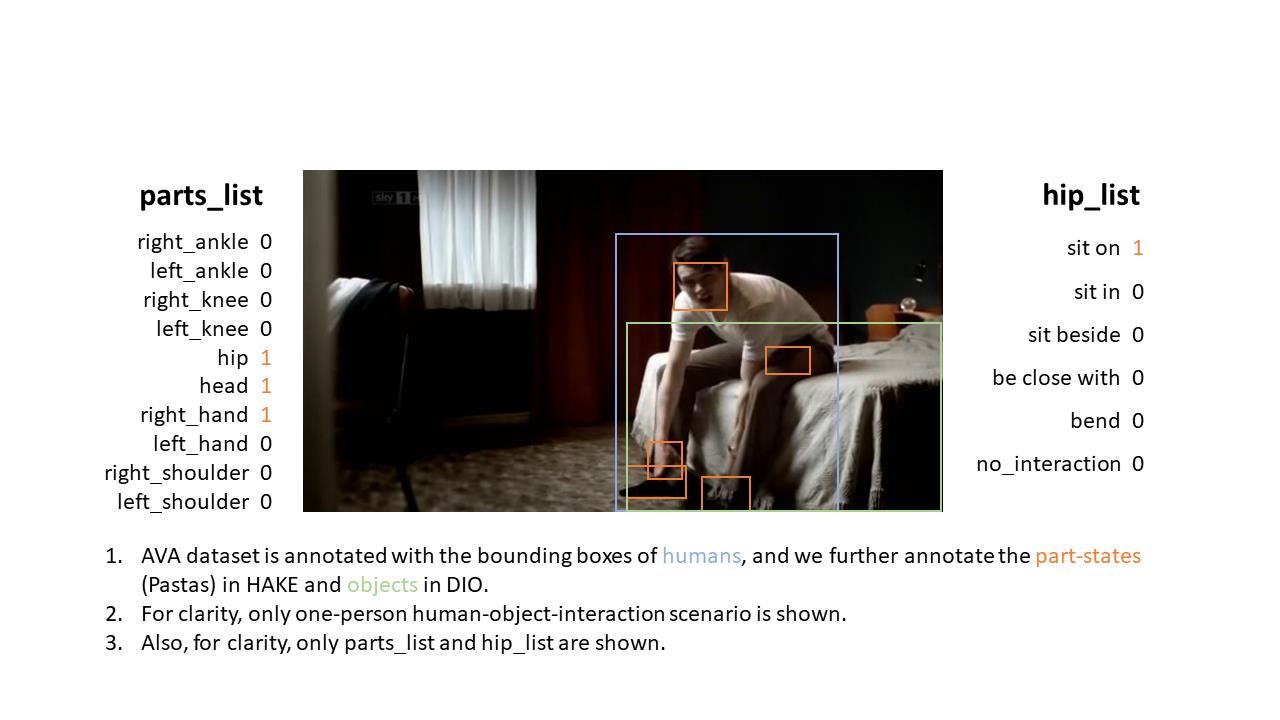 parts_list
right_ankle 0
left_ankle 0
right_knee 0
left_knee 0
hip 1
head 1
right_hand 1
left_hand 0
right_shoulder 0
left_shoulder 0
sky 1
hip_list
sit on 1
sit in 0
sit beside 0
be close with 0
bend 0
no_interaction 0
1. AVA dataset is annotated with the bounding boxes of humans, and we further annotate the part-states
(Pastas) in HAKE and objects in DIO.
2. For clarity, only one-person human-object-interaction scenario is shown.
3. Also, for clarity, only parts_list and hip_list are shown.